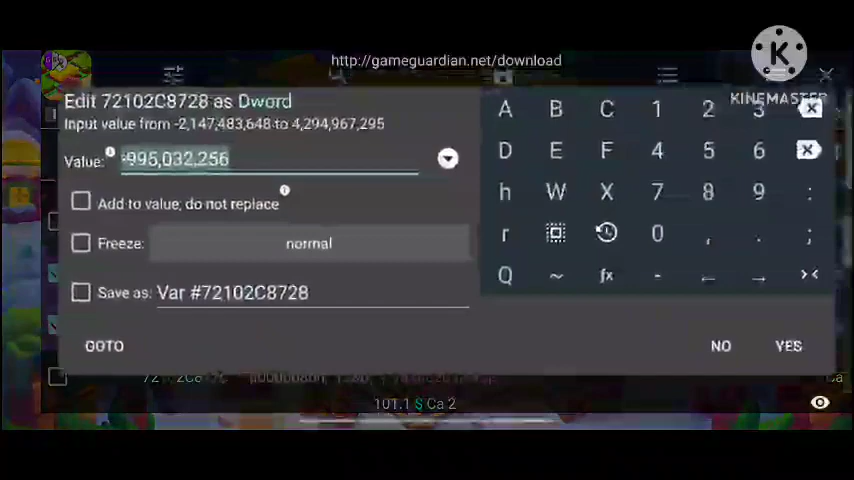 http://gameguardian.net/download
KINEMASTER
Edit 72102C8728 as Dword
Input value from -2,147,483,648 to 4,294,967,295
Value: -995,032,256
Add to value, do not replace
Freeze: normal
Save as: Var #72102C8728
GOTO NO YES
A B C 1 2 3
D E F 4 5 6
h W X 7 8 9 :
r 0 , . ;
Q ~ fx - ← → ><
101.1 S Ca 2
Ca